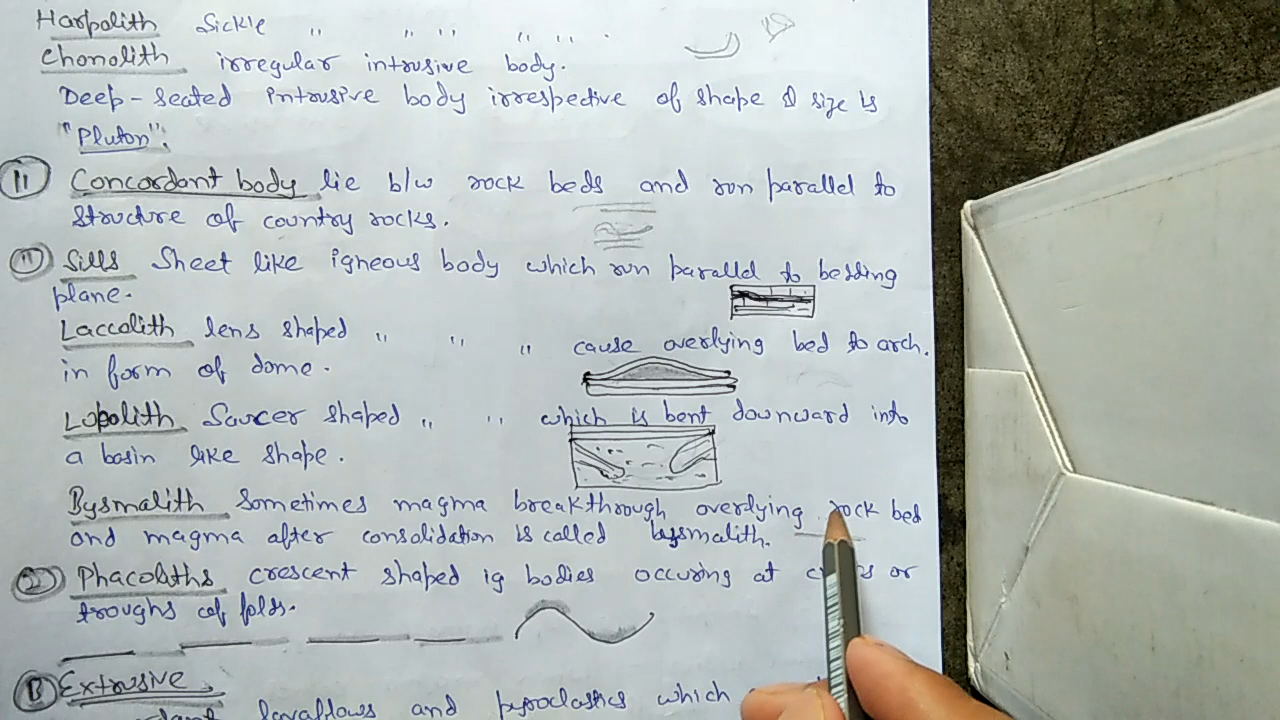 Harpolith Sickle " " " " " .
Chonolith irregular intrusive body.
Deep-seated intrusive body irrespective of shape & size is
"Pluton".
II Concordant body lie b/w rock beds and run parallel to
structure of country rocks.
1 Sills Sheet like igneous body which run parallel to bedding
plane.
Laccolith lens shaped " " " cause overlying bed to arch.
in form of dome.
Lopolith Saucer shaped " " which is bent downward into
a basin like shape.
Bysmalith Sometimes magma breakthrough overlying rock bed
and magma after consolidation is called bysmalith.
2 Phacoliths crescent shaped ig bodies occuring at or
troughs of folds.
B Extrusive
lavaflows and pyroclastics which